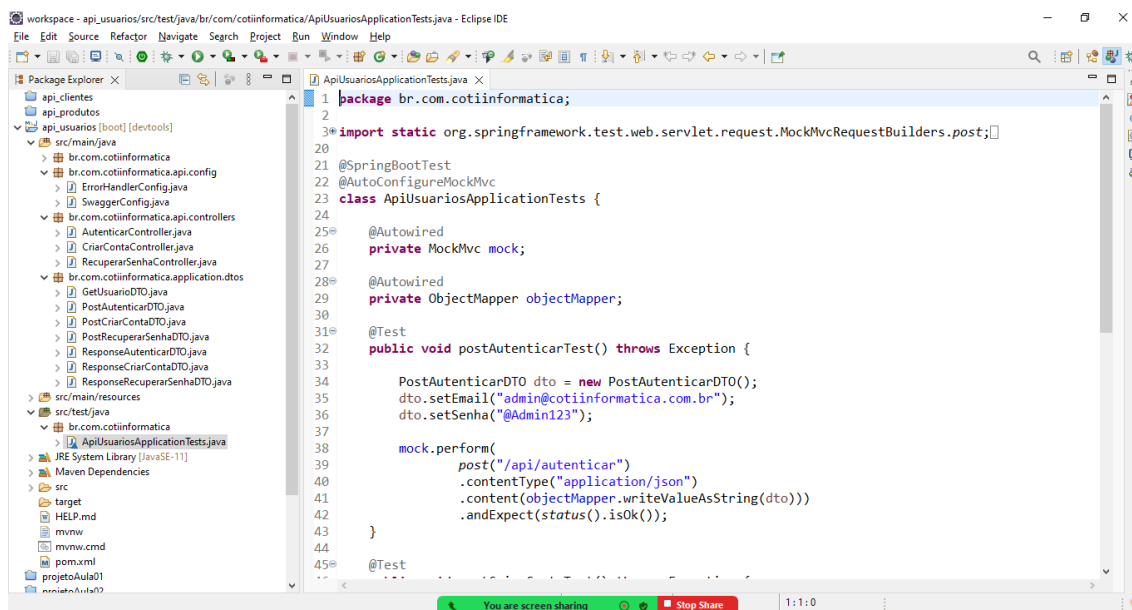 workspace - api_usuarios/src/test/java/br/com/cotiinformatica/ApiUsuariosApplicationTests.java - Eclipse IDE
File Edit Source Refactor Navigate Search Project Run Window Help
Package Explorer
api_clientes
api_produtos
api_usuarios [boot] [devtools]
src/main/java
br.com.cotiinformatica
br.com.cotiinformatica.api.config
ErrorHandlerConfig.java
SwaggerConfig.java
br.com.cotiinformatica.api.controllers
AutenticarController.java
CriarContaController.java
RecuperarSenhaController.java
br.com.cotiinformatica.application.dtos
GetUsuarioDTO.java
PostAutenticarDTO.java
PostCriarContaDTO.java
PostRecuperarSenhaDTO.java
ResponseAutenticarDTO.java
ResponseCriarContaDTO.java
ResponseRecuperarSenhaDTO.java
src/main/resources
src/test/java
br.com.cotiinformatica
ApiUsuariosApplicationTests.java
JRE System Library [JavaSE-11]
Maven Dependencies
src
target
HELP.md
mvnw
mvnw.cmd
pom.xml
projetoAula01
projetoAula02
ApiUsuariosApplicationTests.java
1 package br.com.cotiinformatica;
2
3 import static org.springframework.test.web.servlet.request.MockMvcRequestBuilders.post;
20
21 @SpringBootTest
22 @AutoConfigureMockMvc
23 class ApiUsuariosApplicationTests {
24
25 @Autowired
26 private MockMvc mock;
27
28 @Autowired
29 private ObjectMapper objectMapper;
30
31 @Test
32 public void postAutenticarTest() throws Exception {
33
34 PostAutenticarDTO dto = new PostAutenticarDTO();
35 dto.setEmail("admin@cotiinformatica.com.br");
36 dto.setSenha("@Admin123");
37
38 mock.perform(
39 post("/api/autenticar")
40 .contentType("application/json")
41 .content(objectMapper.writeValueAsString(dto)))
42 .andExpect(status().isOk());
43 }
44
45 @Test
You are screen sharing Stop Share
1:1:0